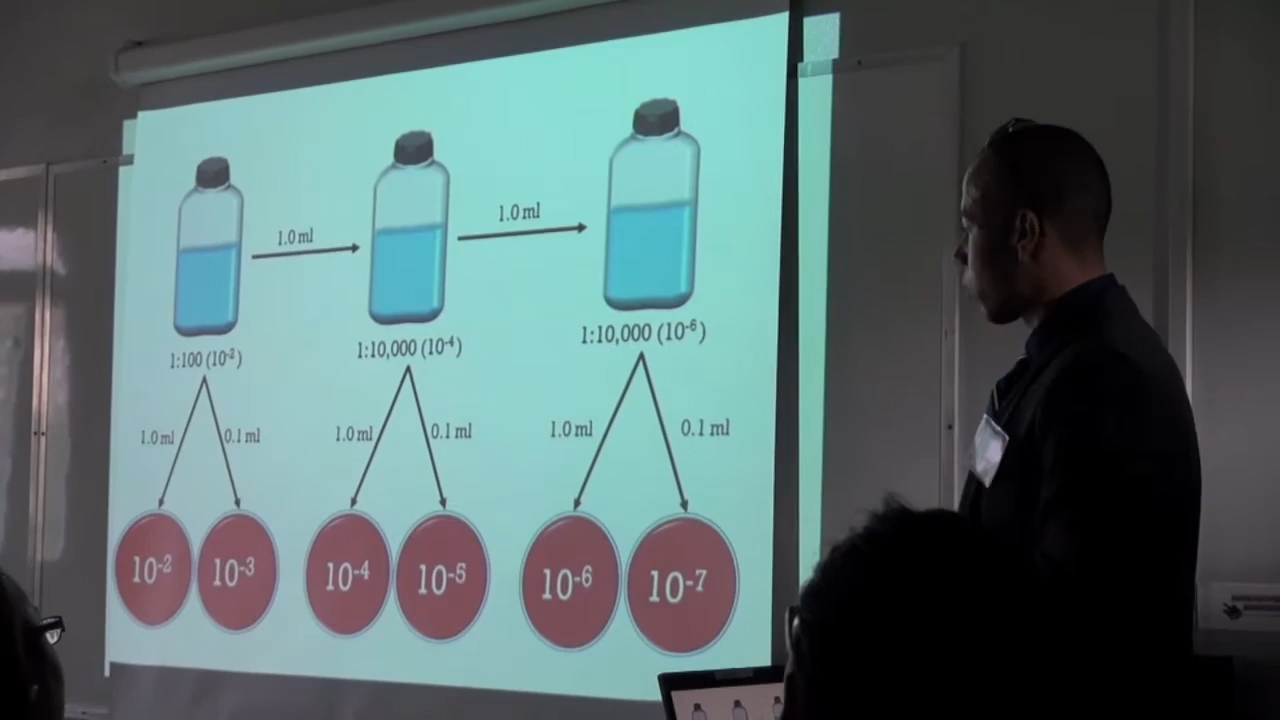 1.0 ml
1.0 ml
1:100 (10⁻²)
1:10,000 (10⁻⁴)
1:10,000 (10⁻⁶)
1.0 ml
0.1 ml
1.0 ml
0.1 ml
1.0 ml
0.1 ml
10⁻²
10⁻³
10⁻⁴
10⁻⁵
10⁻⁶
10⁻⁷